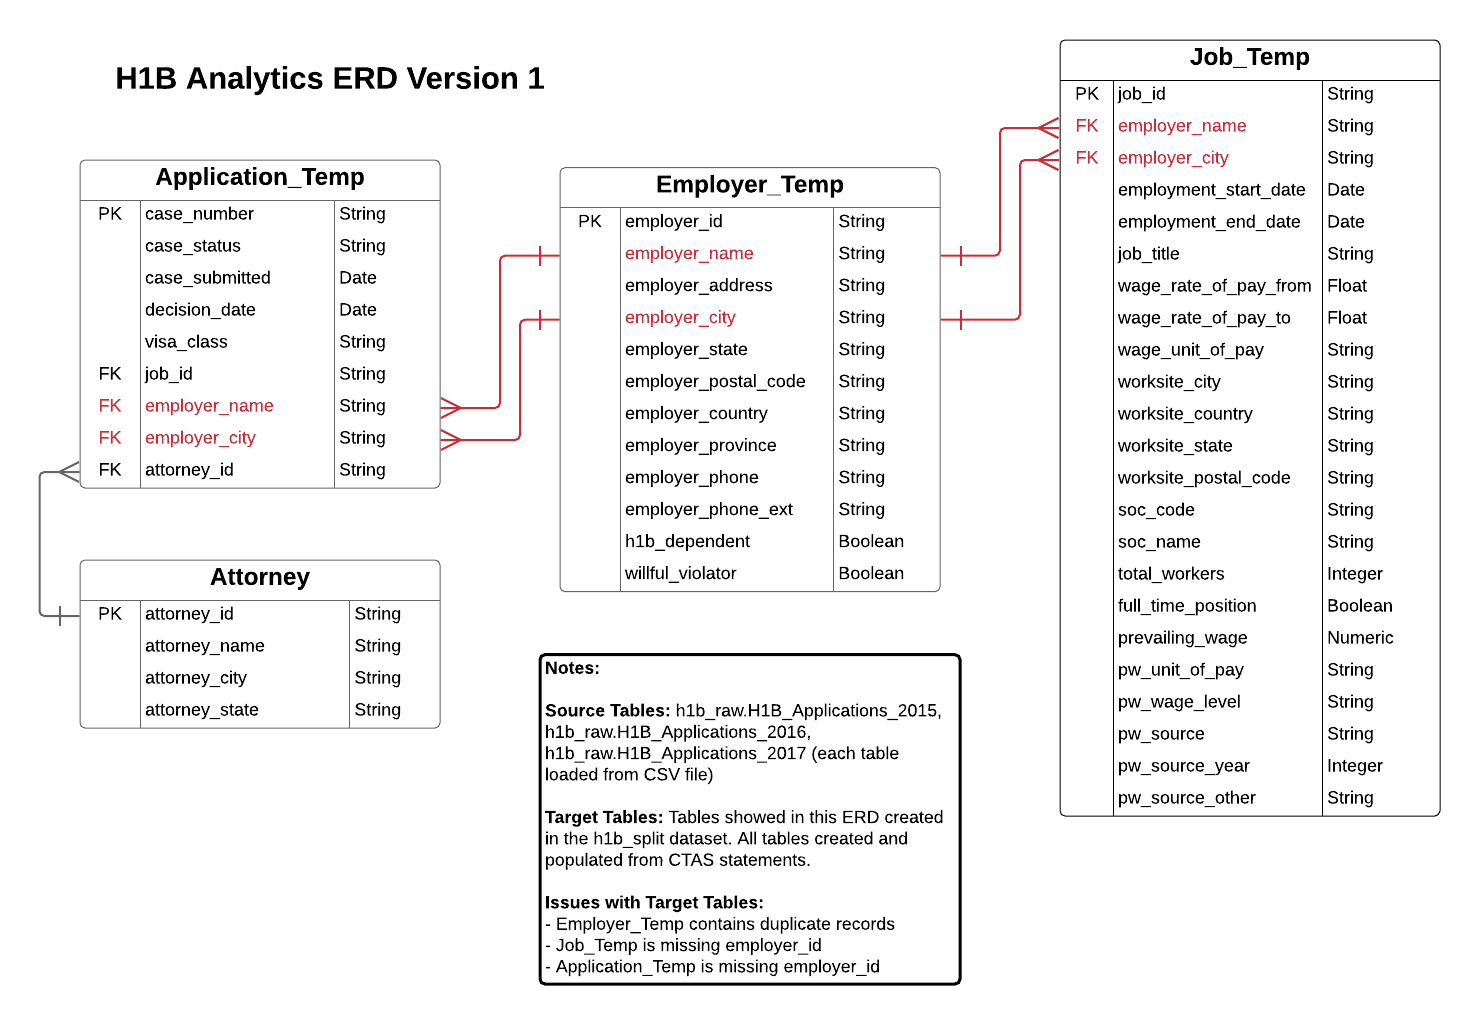 H1B Analytics ERD Version 1
Application_Temp
PK case_number String
case_status String
case_submitted Date
decision_date Date
visa_class String
FK job_id String
FK employer_name String
FK employer_city String
FK attorney_id String
Attorney
PK attorney_id String
attorney_name String
attorney_city String
attorney_state String
Employer_Temp
PK employer_id String
employer_name String
employer_address String
employer_city String
employer_state String
employer_postal_code String
employer_country String
employer_province String
employer_phone String
employer_phone_ext String
h1b_dependent Boolean
willful_violator Boolean
Job_Temp
PK job_id String
FK employer_name String
FK employer_city String
employment_start_date Date
employment_end_date Date
job_title String
wage_rate_of_pay_from Float
wage_rate_of_pay_to Float
wage_unit_of_pay String
worksite_city String
worksite_country String
worksite_state String
worksite_postal_code String
soc_code String
soc_name String
total_workers Integer
full_time_position Boolean
prevailing_wage Numeric
pw_unit_of_pay String
pw_wage_level String
pw_source String
pw_source_year Integer
pw_source_other String
Notes:
Source Tables: h1b_raw.H1B_Applications_2015,
h1b_raw.H1B_Applications_2016,
h1b_raw.H1B_Applications_2017 (each table
loaded from CSV file)
Target Tables: Tables showed in this ERD created
in the h1b_split dataset. All tables created and
populated from CTAS statements.
Issues with Target Tables:
- Employer_Temp contains duplicate records
- Job_Temp is missing employer_id
- Application_Temp is missing employer_id